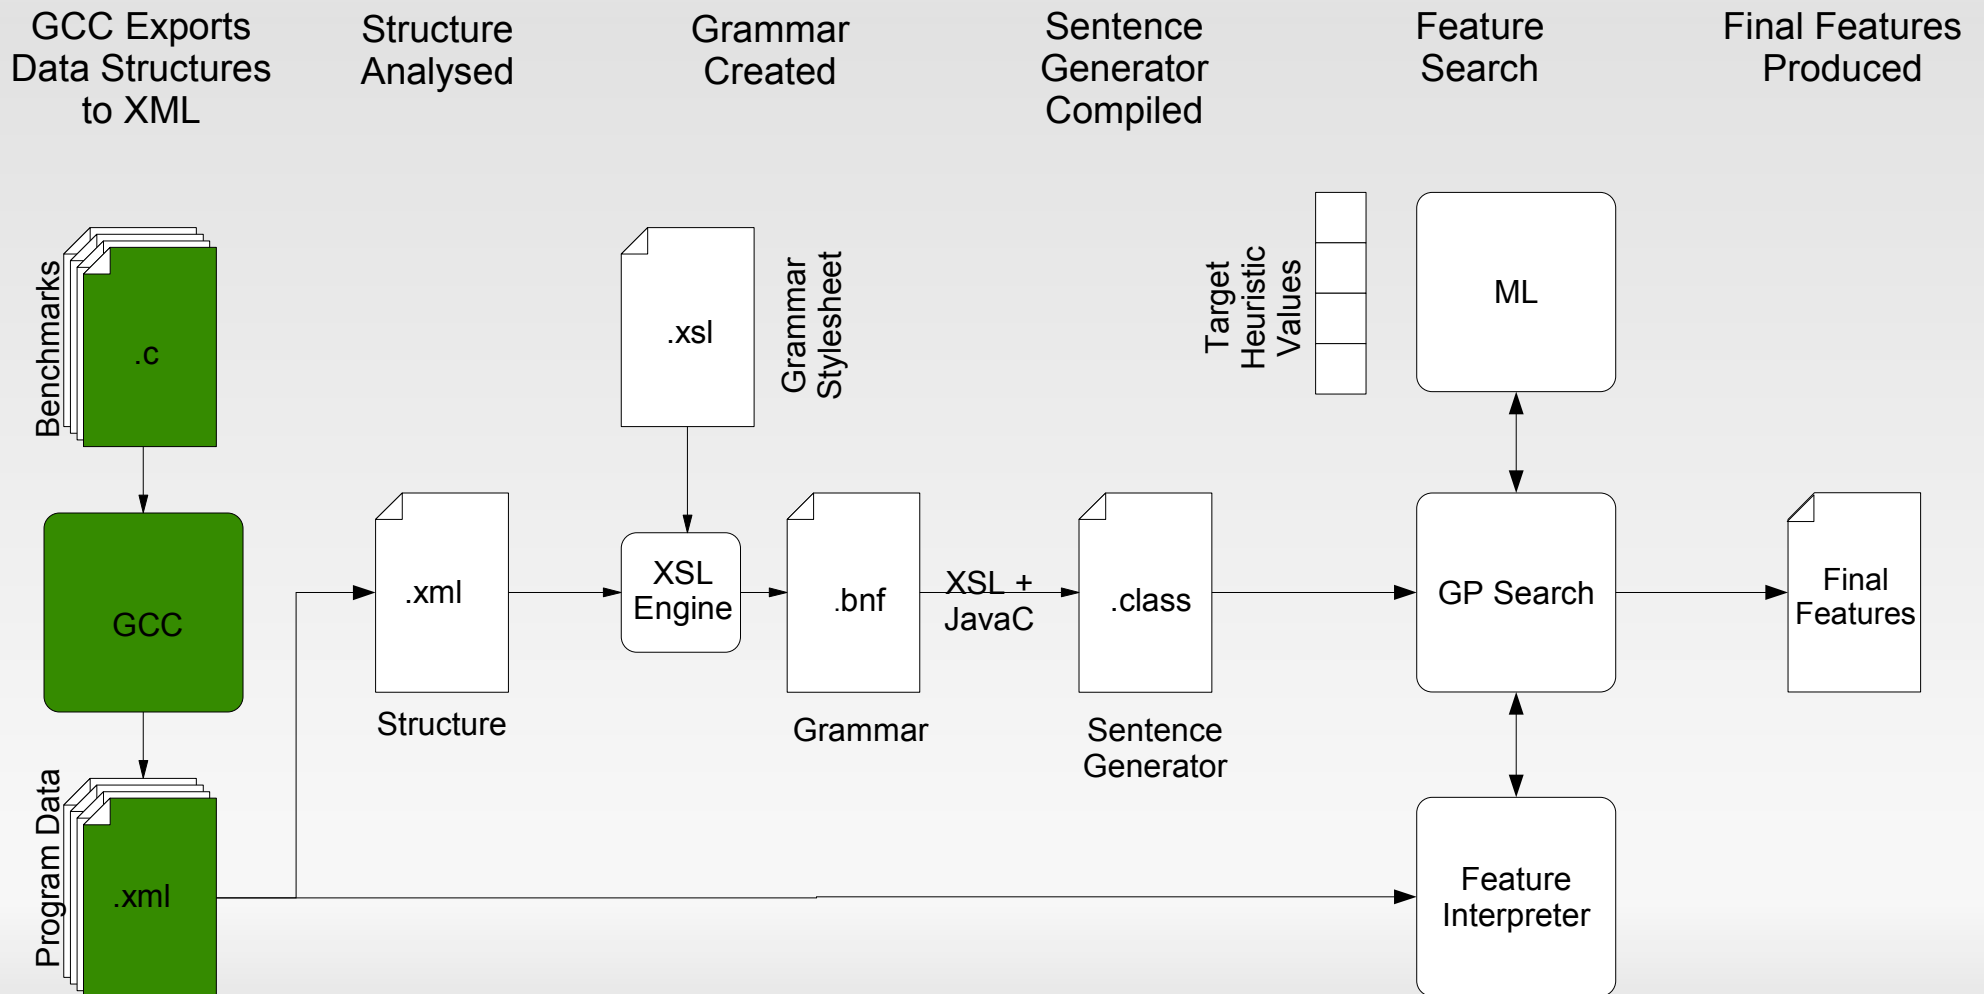 GCC Exports
Data Structures
to XML
Structure
Analysed
Grammar
Created
Sentence
Generator
Compiled
Feature
Search
Final Features
Produced
Benchmarks
.c
.xsl
Grammar
Stylesheet
Target
Heuristic
Values
ML
GCC
.xml
Structure
XSL
Engine
.bnf
Grammar
XSL +
JavaC
.class
Sentence
Generator
GP Search
Final
Features
Program Data
.xml
Feature
Interpreter